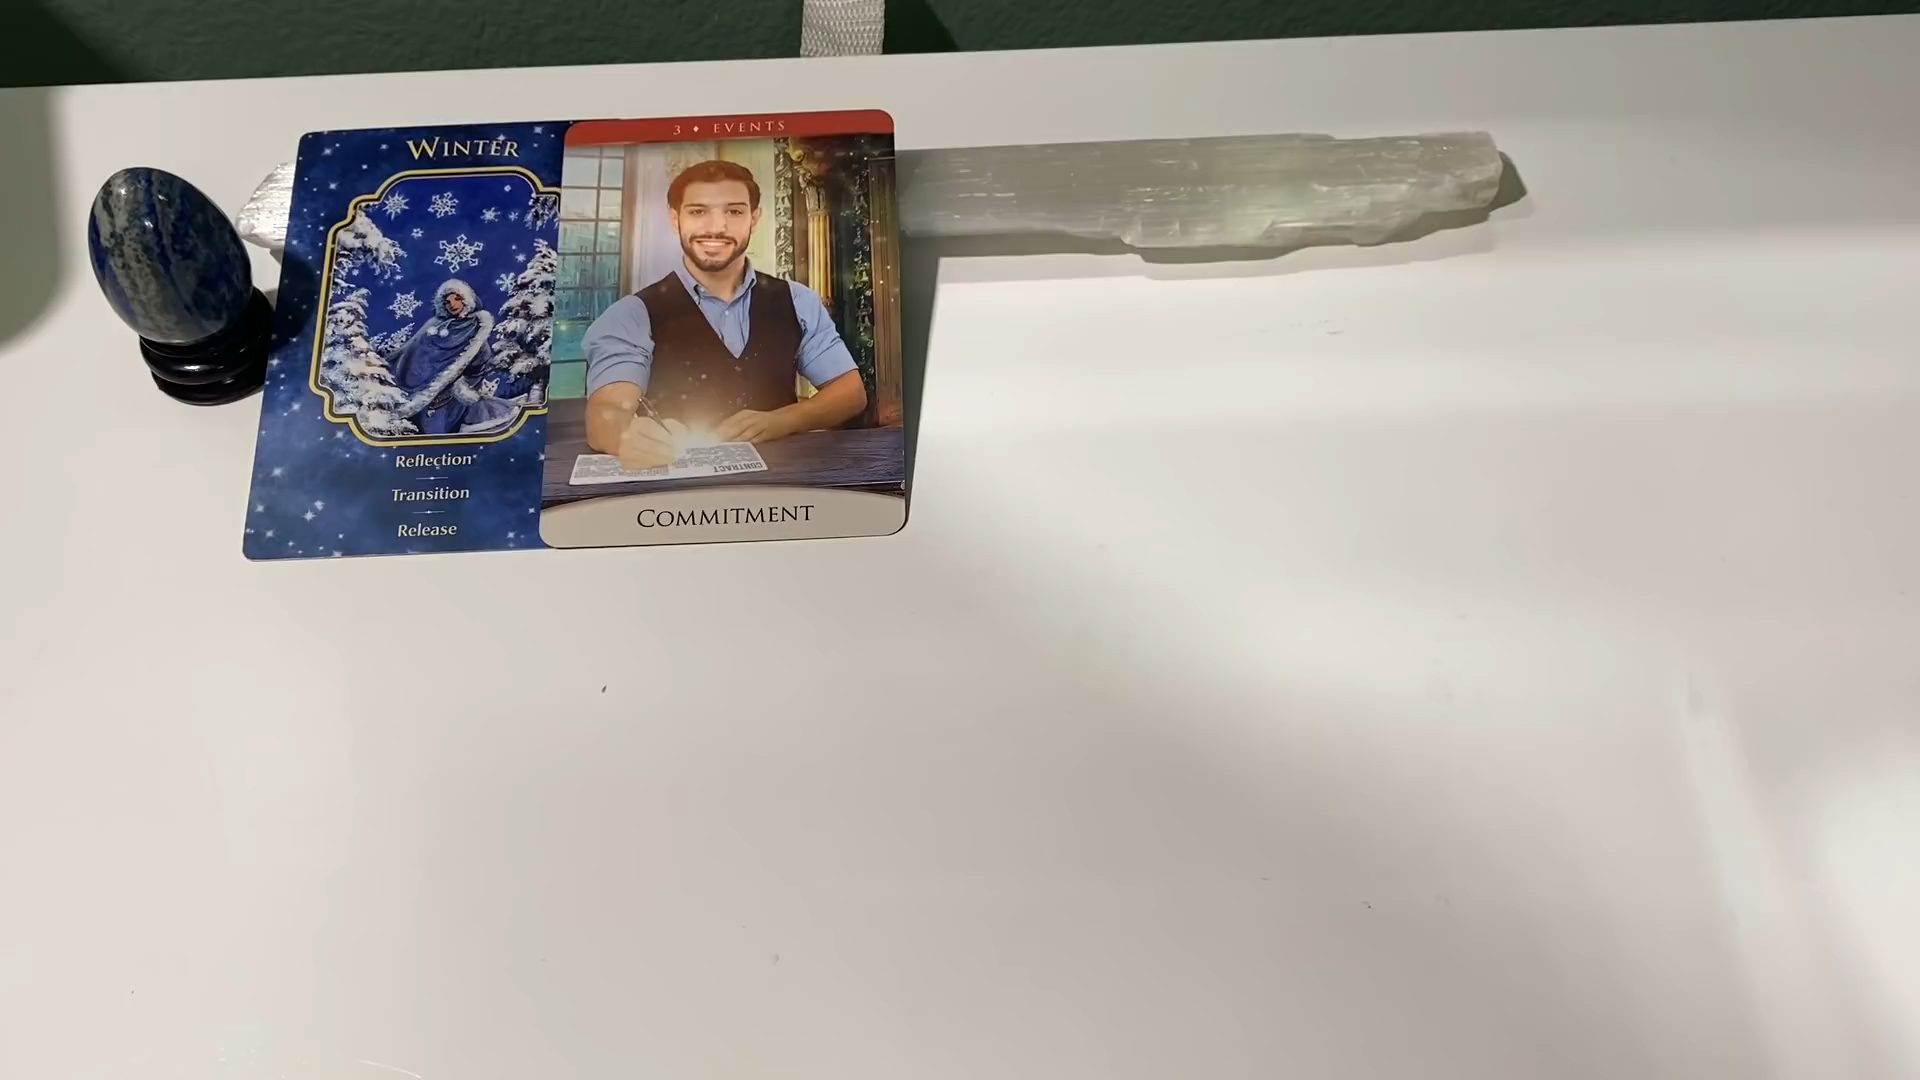 WINTER
Reflection
Transition
Release
3 ♦ EVENTS
CONTRACT
COMMITMENT